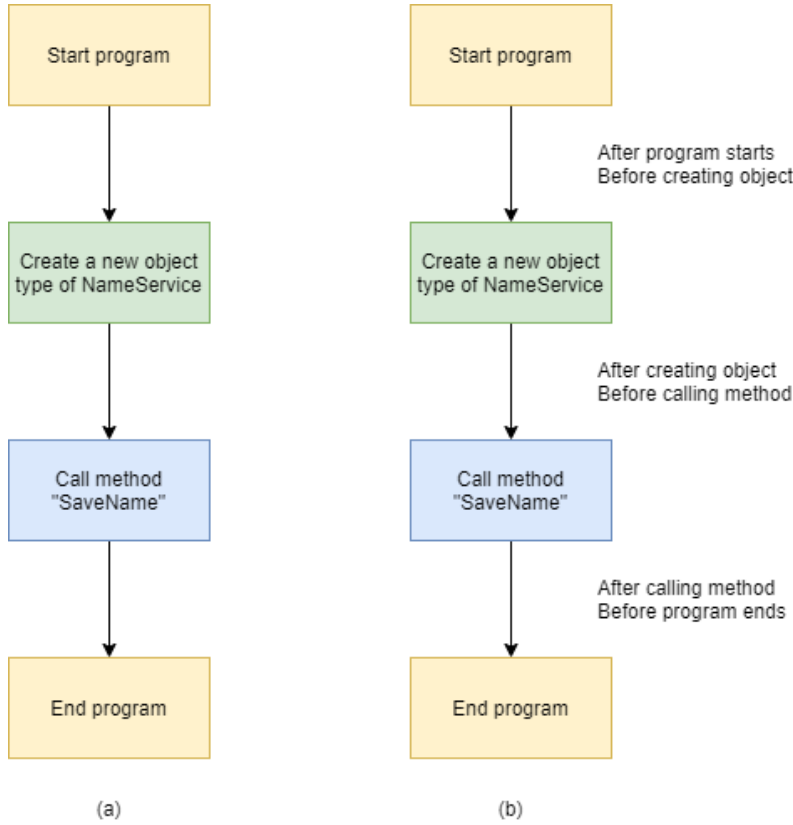 Start program
Create a new object
type of NameService
Call method
"SaveName"
End program
(a)
Start program
After program starts
Before creating object
Create a new object
type of NameService
After creating object
Before calling method
Call method
"SaveName"
After calling method
Before program ends
End program
(b)